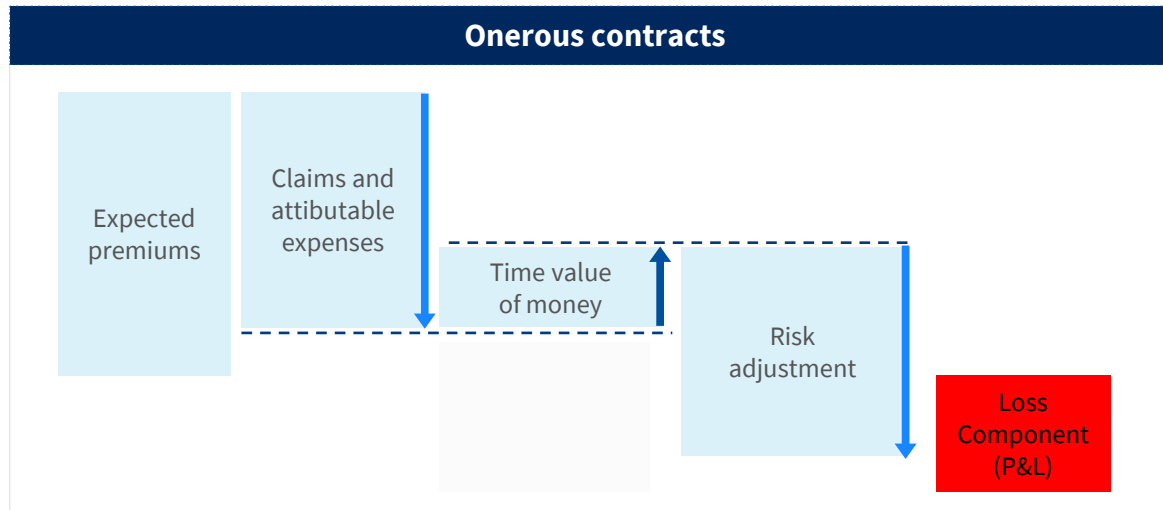 Onerous contracts
Expected
premiums
Claims and
attibutable
expenses
Time value
of money
Risk
adjustment
Loss
Component
(P&L)